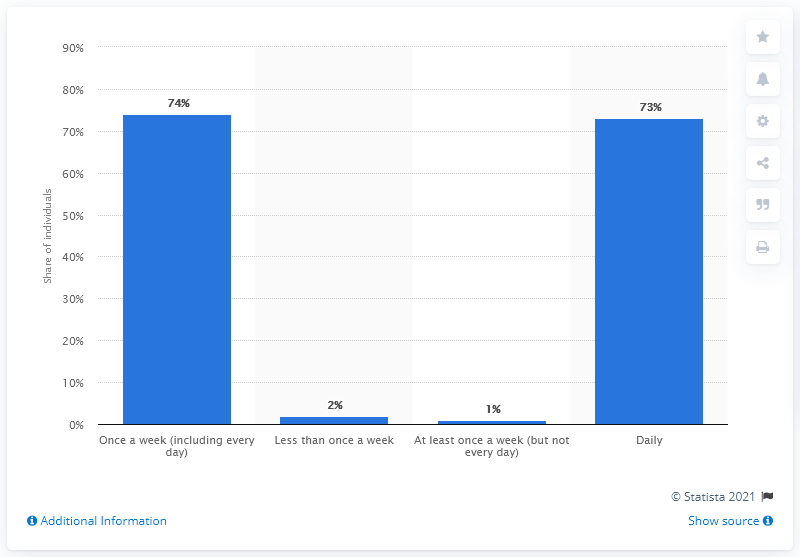 90%
80%
70%
60%
50%
40%
30%
20%
10%
0%
Share of individuals
74%
2%
1%
73%
Once a week (including every
day)
Less than once a week
At least once a week (but not
every day)
Daily
© Statista 2021
Additional Information
Show source